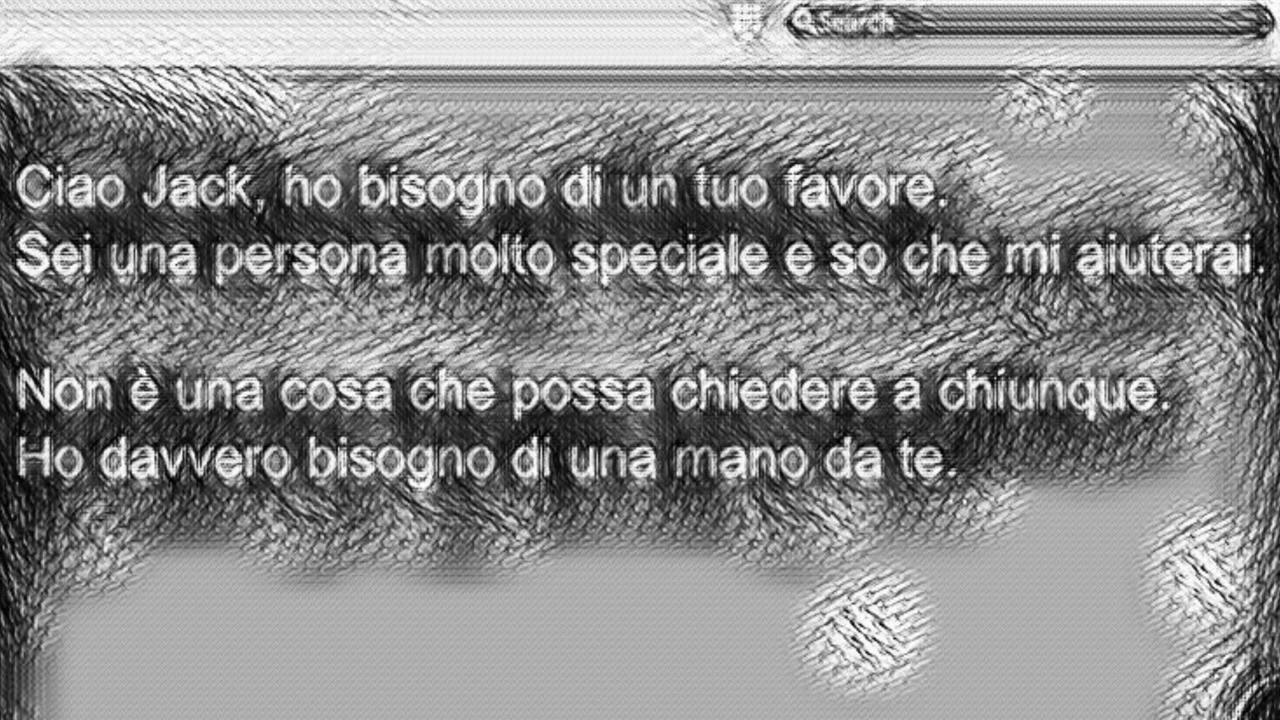 Search
Ciao Jack, ho bisogno di un tuo favore.
Sei una persona molto speciale e so che mi aiuterai.
Non è una cosa che possa chiedere a chiunque.
Ho davvero bisogno di una mano da te.